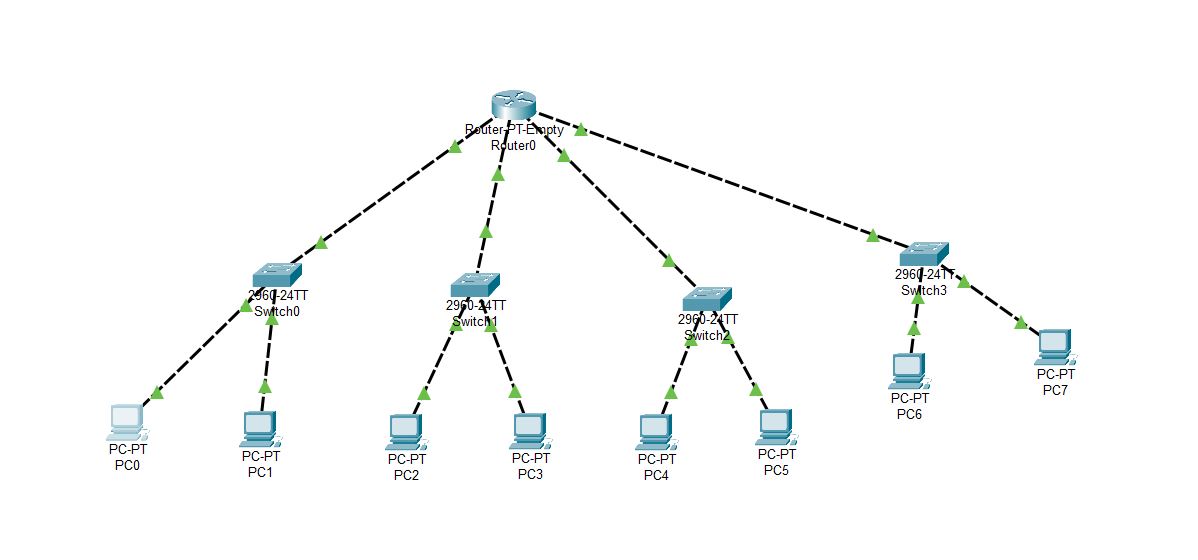 Router-PT-Empty
Router0
2960-24TT
Switch0
2960-24TT
Switch1
2960-24TT
Switch2
2960-24TT
Switch3
PC-PT
PC0
PC-PT
PC1
PC-PT
PC2
PC-PT
PC3
PC-PT
PC4
PC-PT
PC5
PC-PT
PC6
PC-PT
PC7